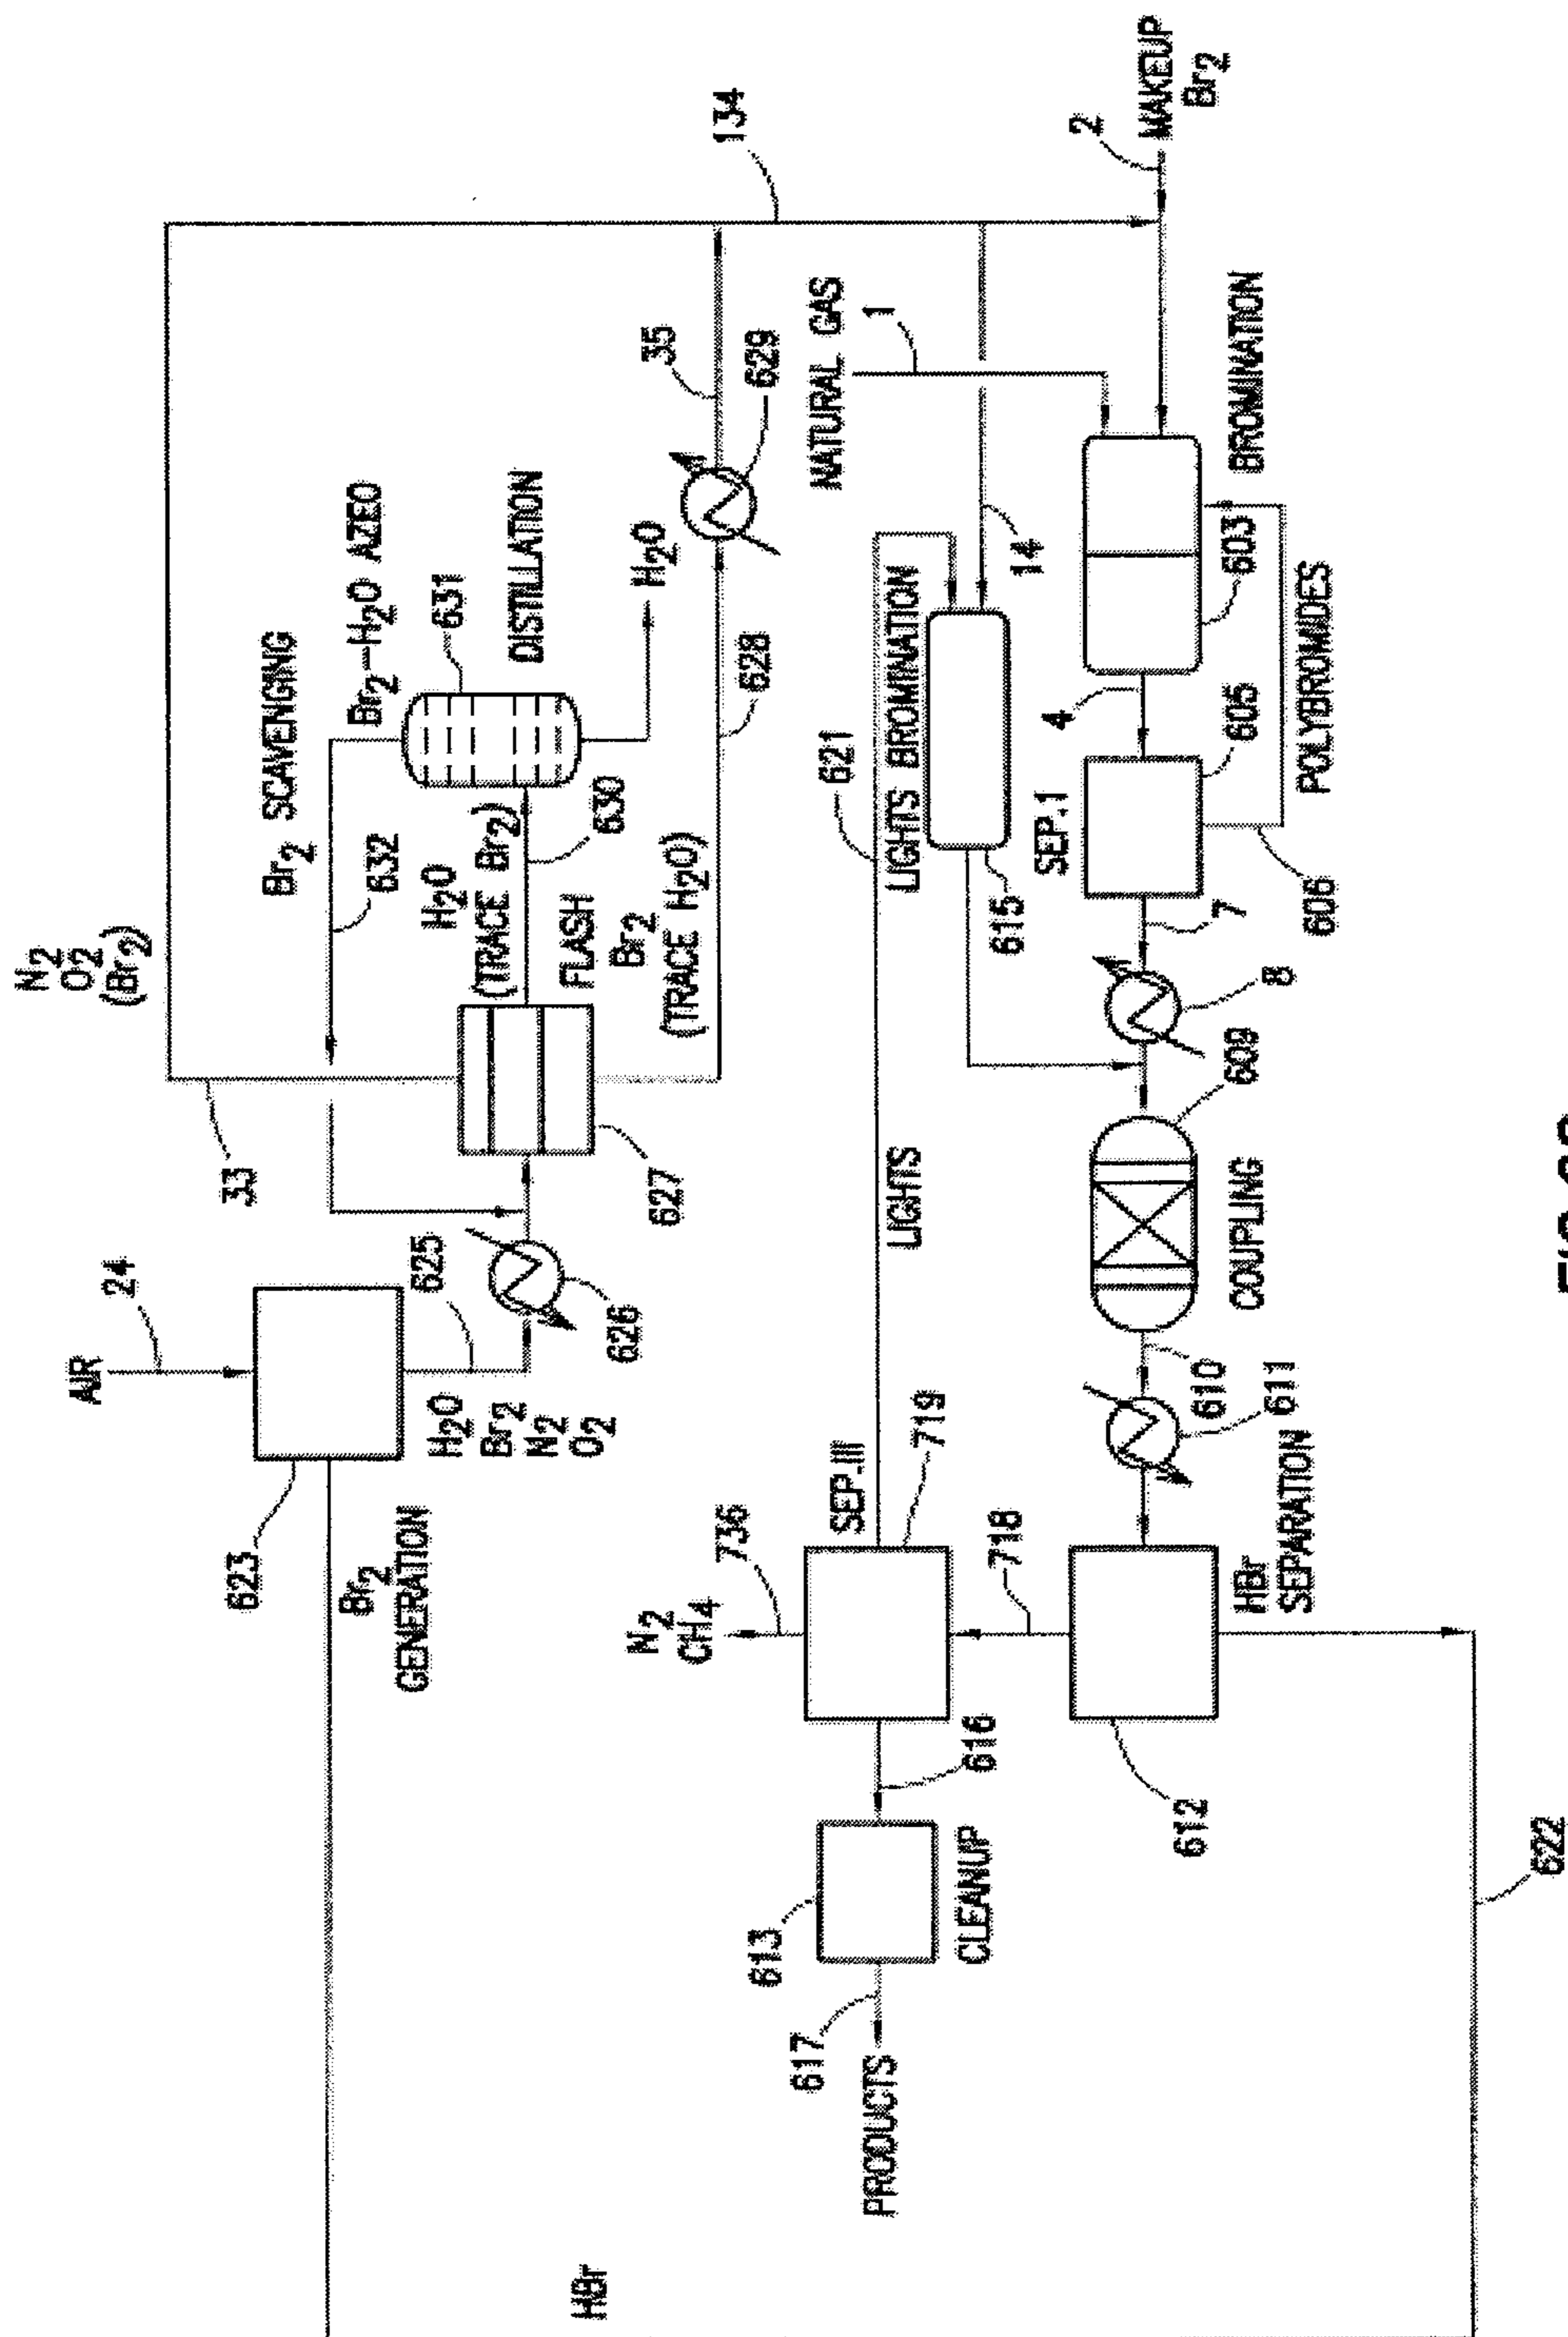 N2
O2
(Br2)
AIR
24
33
623
Br2 SCAVENGING
632
Br2
GENERATION
Br2–H2O AZEO
631
625
H2O
Br2
N2
O2
H2O
(TRACE Br2)
630
DISTILLATION
626
FLASH
Br2
(TRACE H2O)
627
H2O
35
629
628
134
HBr
N2
CH4
736
SEP.III
719
621
NATURAL GAS
1
613
617
PRODUCTS
CLEANUP
616
718
LIGHTS
LIGHTS BROMINATION
615
14
SEP.1
4
2
MAKEUP
Br2
612
HBr
SEPARATION
610
611
COUPLING
609
8
7
606
605
603
BROMINATION
POLYBROMIDES
622